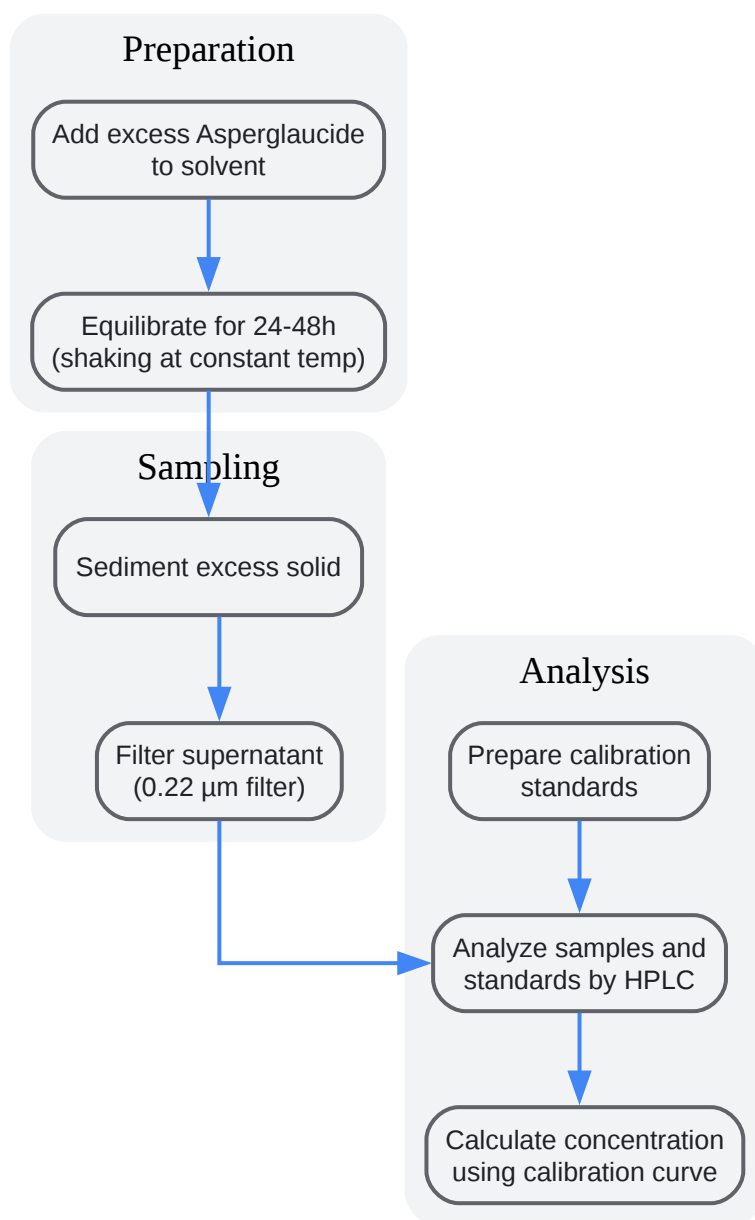 Preparation
Add excess Asperglaucide
to solvent
Equilibrate for 24-48h
(shaking at constant temp)
Sampling
Sediment excess solid
Filter supernatant
(0.22 µm filter)
Analysis
Prepare calibration
standards
Analyze samples and
standards by HPLC
Calculate concentration
using calibration curve